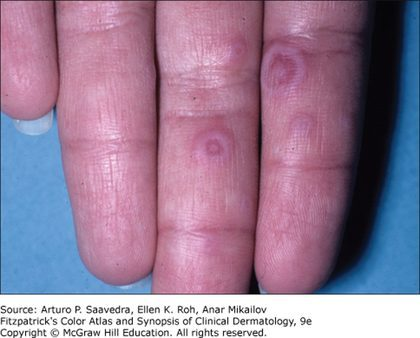 Source: Arturo P. Saavedra, Ellen K. Roh, Anar Mikailov
Fitzpatrick's Color Atlas and Synopsis of Clinical Dermatology, 9e
Copyright © McGraw Hill Education. All rights reserved.